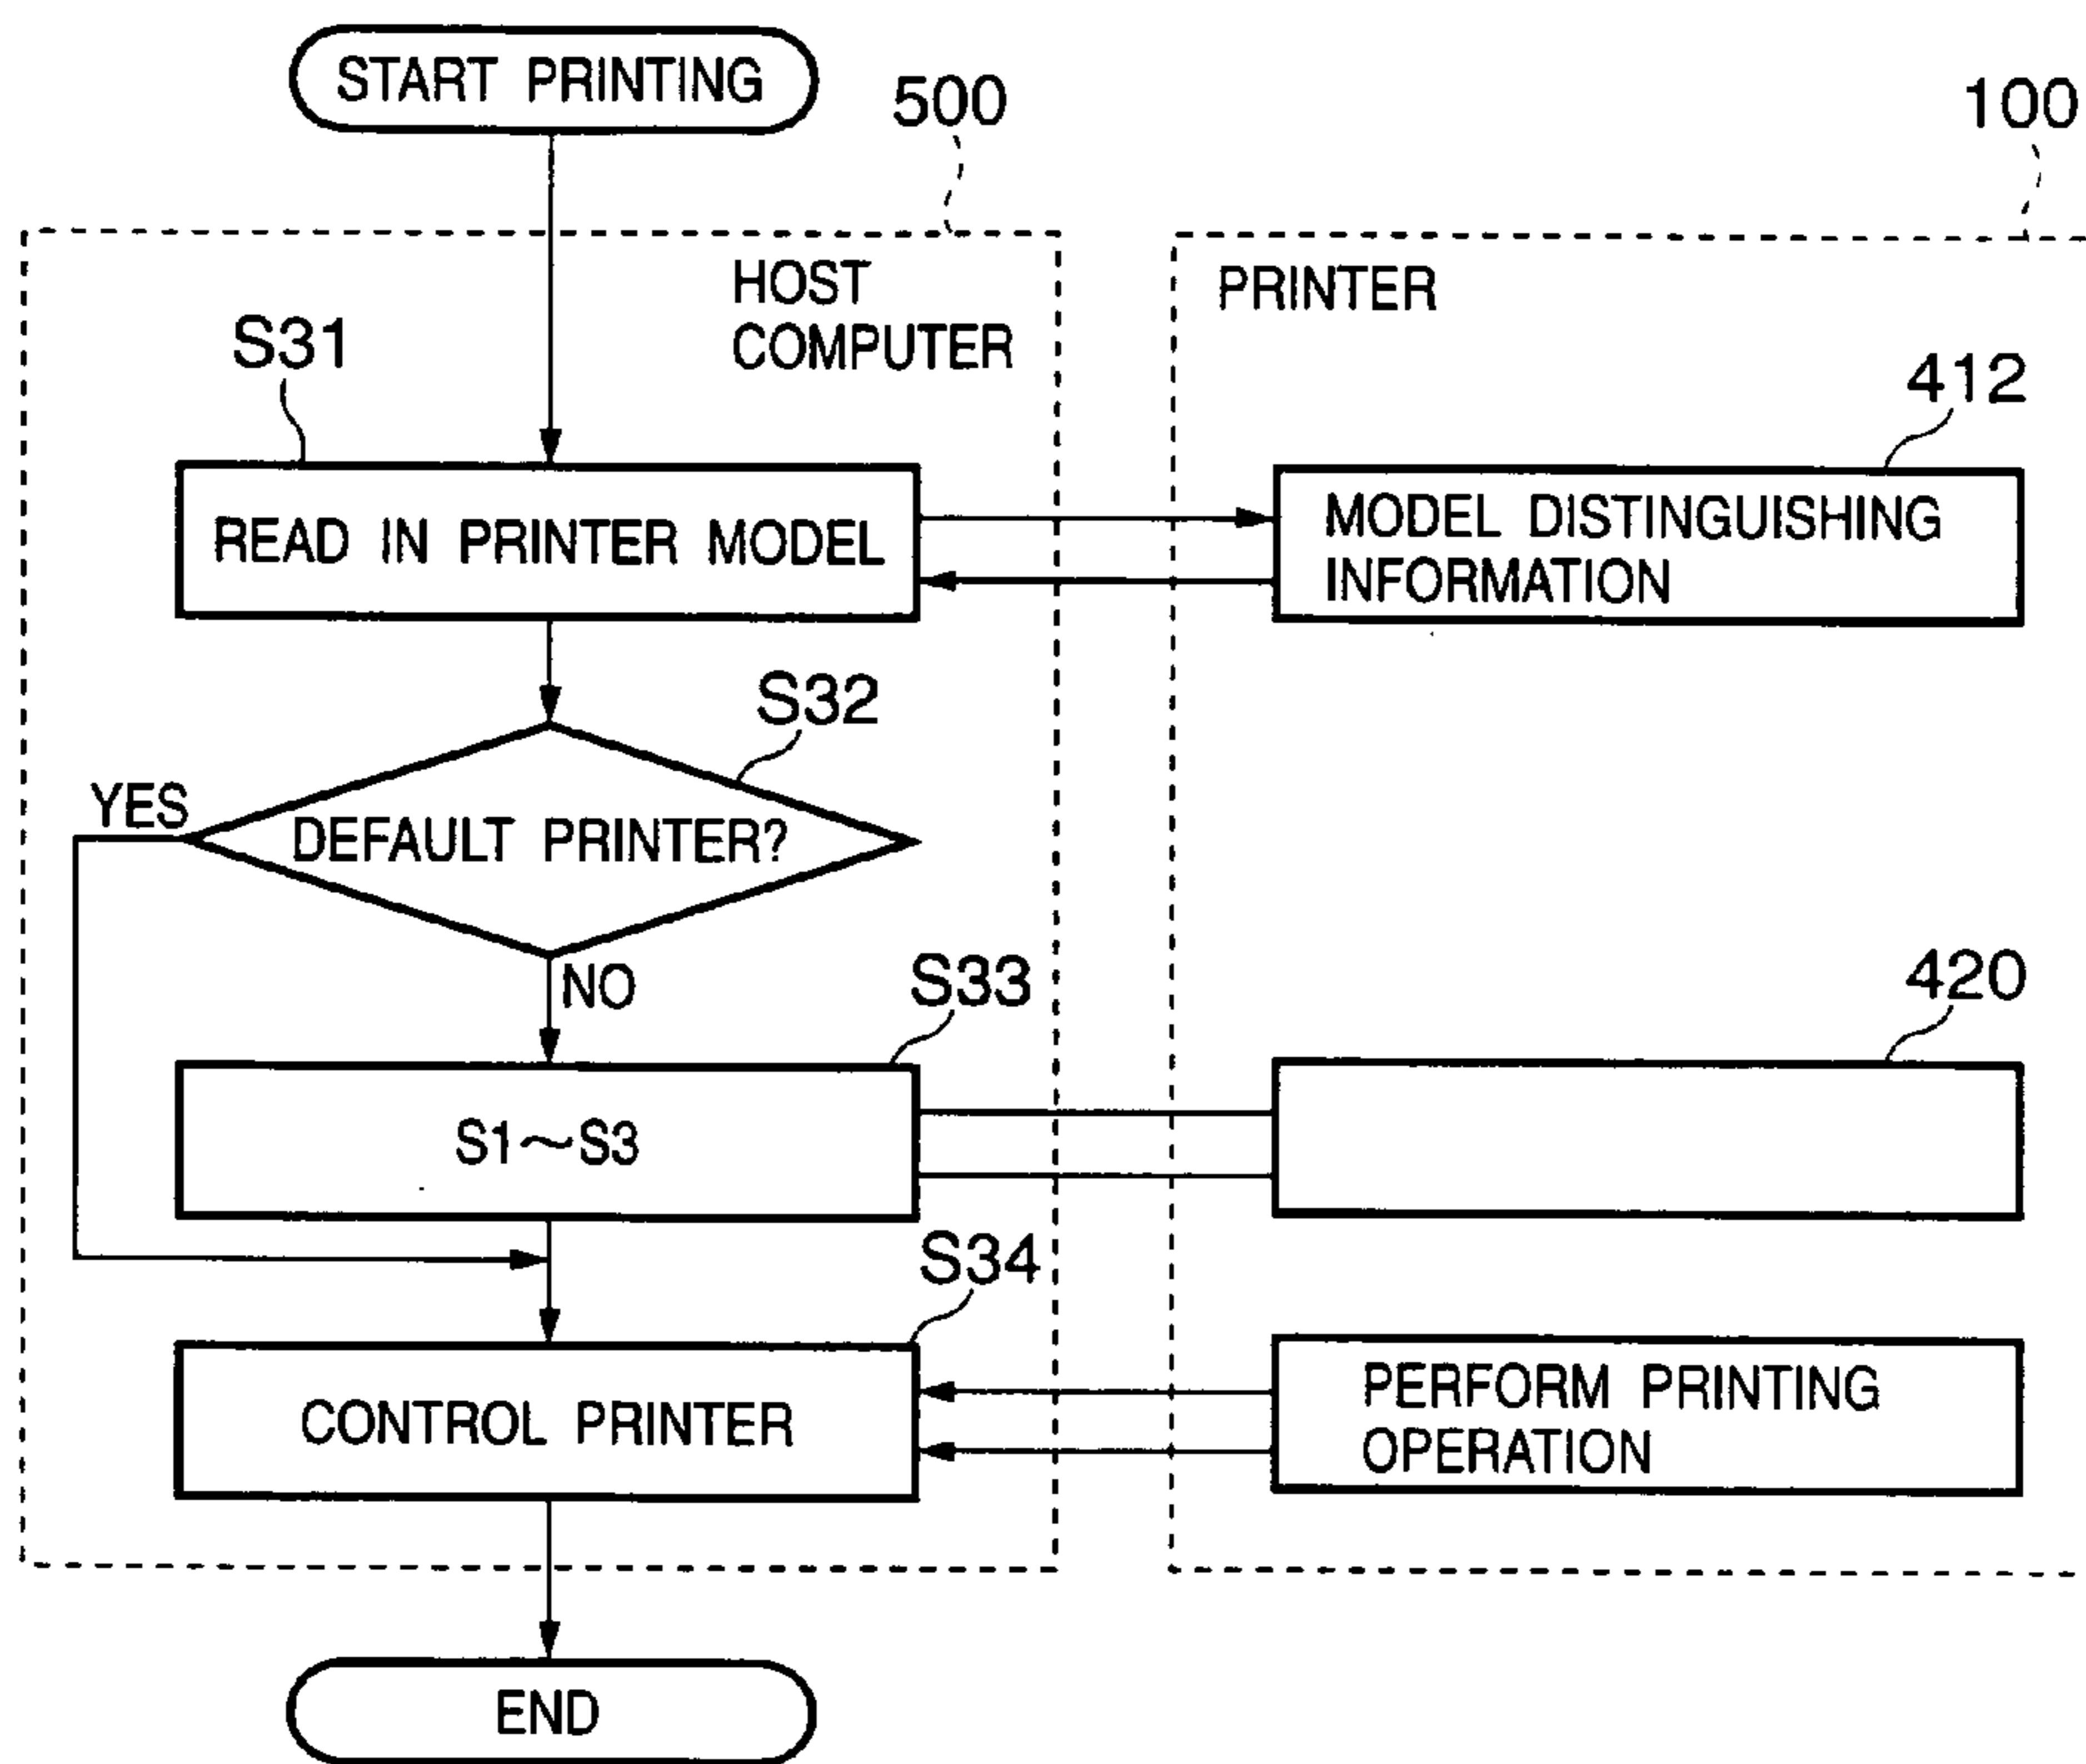 START PRINTING
500
100
HOST
COMPUTER
PRINTER
S31
412
READ IN PRINTER MODEL
MODEL DISTINGUISHING
INFORMATION
S32
YES
DEFAULT PRINTER?
NO
S33
420
S1~S3
S34
CONTROL PRINTER
PERFORM PRINTING
OPERATION
END